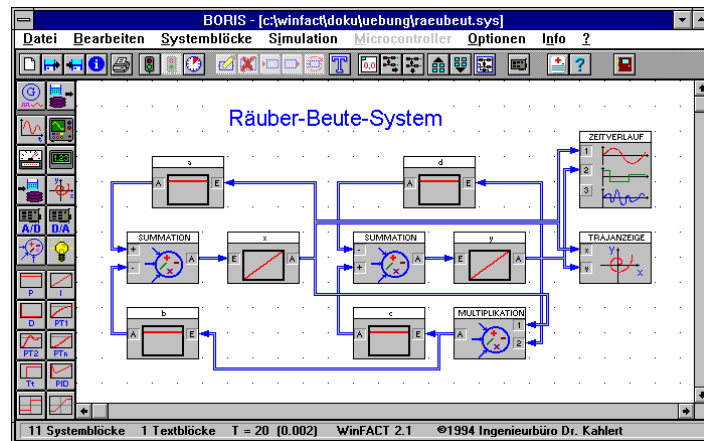 BORIS - [c:\winfact\doku\uebung\raeubeut.sys]
Datei Bearbeiten Systemblöcke Simulation Microcontroller Optionen Info ?
Räuber-Beute-System
ZEITVERLAUF
1
2
3
a
A E
d
A E
SUMMATION
+
-
A
x
E A
SUMMATION
-
+
A
y
E A
TRAJANZEIGE
x
y
y
x
b
A E
c
A E
MULTIPLIKATION
A
1
2
G
1.23
A/D D/A
P I
D PT1
PT2 PTn
Tt PID
11 Systemblöcke 1 Textblöcke T = 20 (0.002) WinFACT 2.1 ©1994 Ingenieurbüro Dr. Kahlert